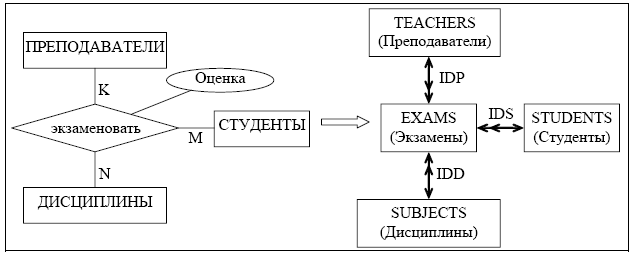 ПРЕПОДАВАТЕЛИ
K
Оценка
экзаменовать
M
СТУДЕНТЫ
N
ДИСЦИПЛИНЫ
TEACHERS
(Преподаватели)
IDP
EXAMS
(Экзамены)
IDS
STUDENTS
(Студенты)
IDD
SUBJECTS
(Дисциплины)